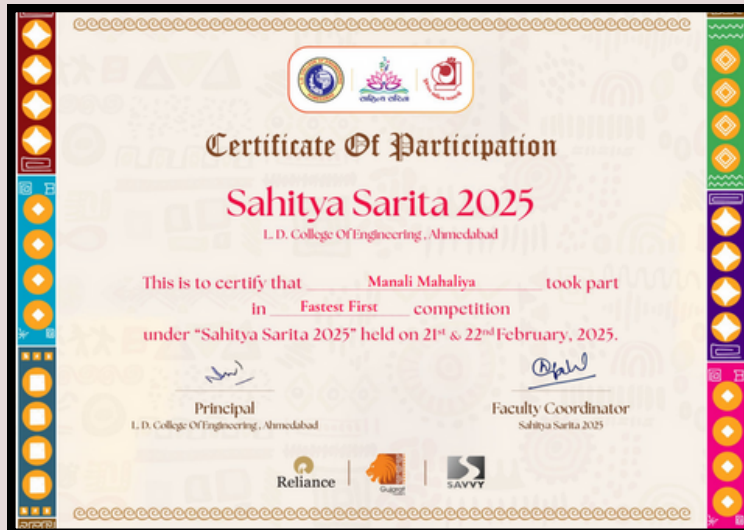 સાહિત્ય સરિતા
Certificate Of Participation
Sahitya Sarita 2025
L. D. College Of Engineering , Ahmedabad
This is to certify that Manali Mahaliya took part
in Fastest First competition
under “Sahitya Sarita 2025” held on 21st & 22nd February, 2025.
Principal
L. D. College Of Engineering , Ahmedabad
Faculty Coordinator
Sahitya Sarita 2025
Reliance
Gujarat
SAVVY